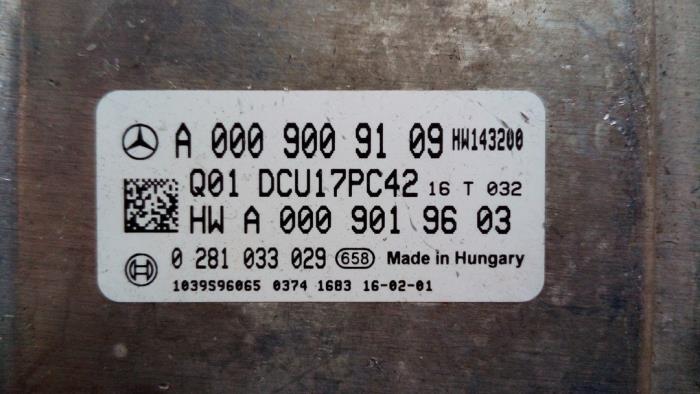 A 000 900 91 09 HW143200
Q01 DCU17PC42 16 T 032
HW A 000 901 96 03
0 281 033 029 658 Made in Hungary
1039S96065 0374 1683 16-02-01